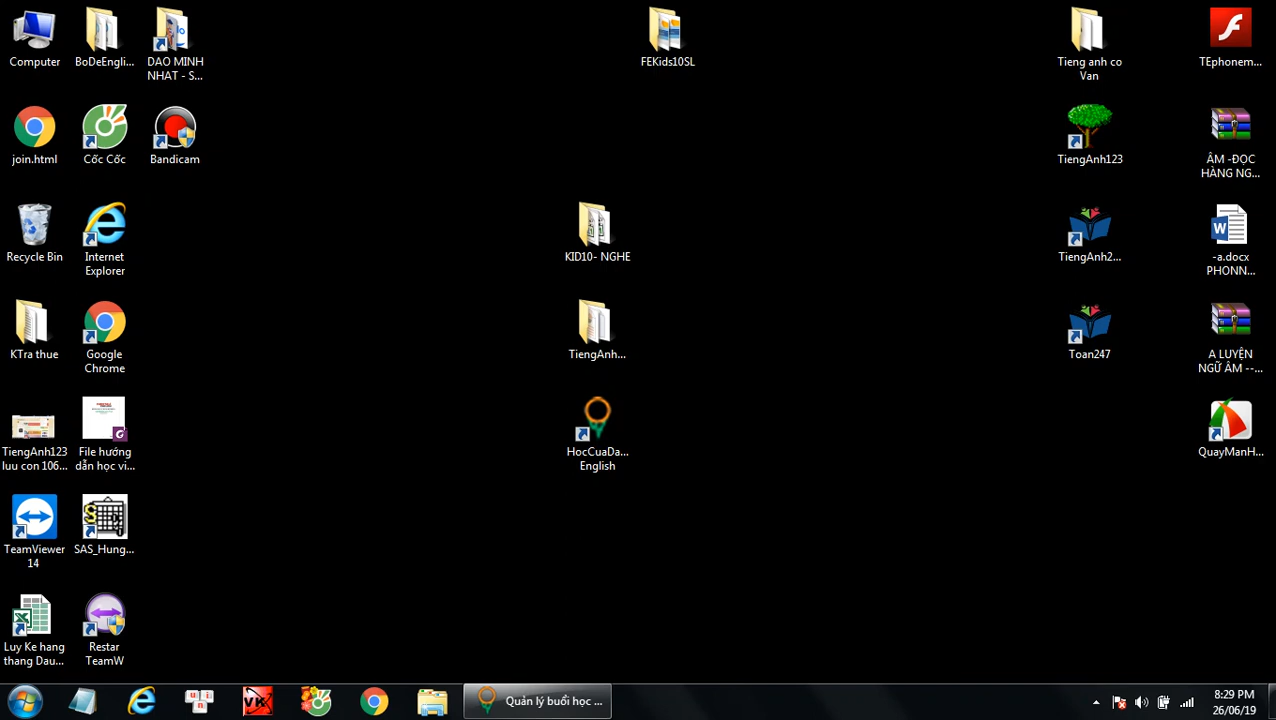 Computer
BoDeEngli...
DAO MINH
NHAT - S...
FEKids10SL
Tieng anh co
Van
TEphonem...
join.html
Cốc Cốc
Bandicam
TiengAnh123
ÂM -ĐỌC
HÀNG NG...
Recycle Bin
Internet
Explorer
KID10- NGHE
TiengAnh2...
-a.docx
PHONN...
KTra thue
Google
Chrome
TiengAnh...
Toan247
A LUYỆN
NGỮ ÂM --...
TiengAnh123
luu con 106...
File hướng
dẫn học vi...
HocCuaDa...
English
QuayManH...
TeamViewer
14
SAS_Hung...
Luy Ke hang
thang Dau...
Restar
TeamW
VK
Quản lý buổi học ...
8:29 PM
26/06/19